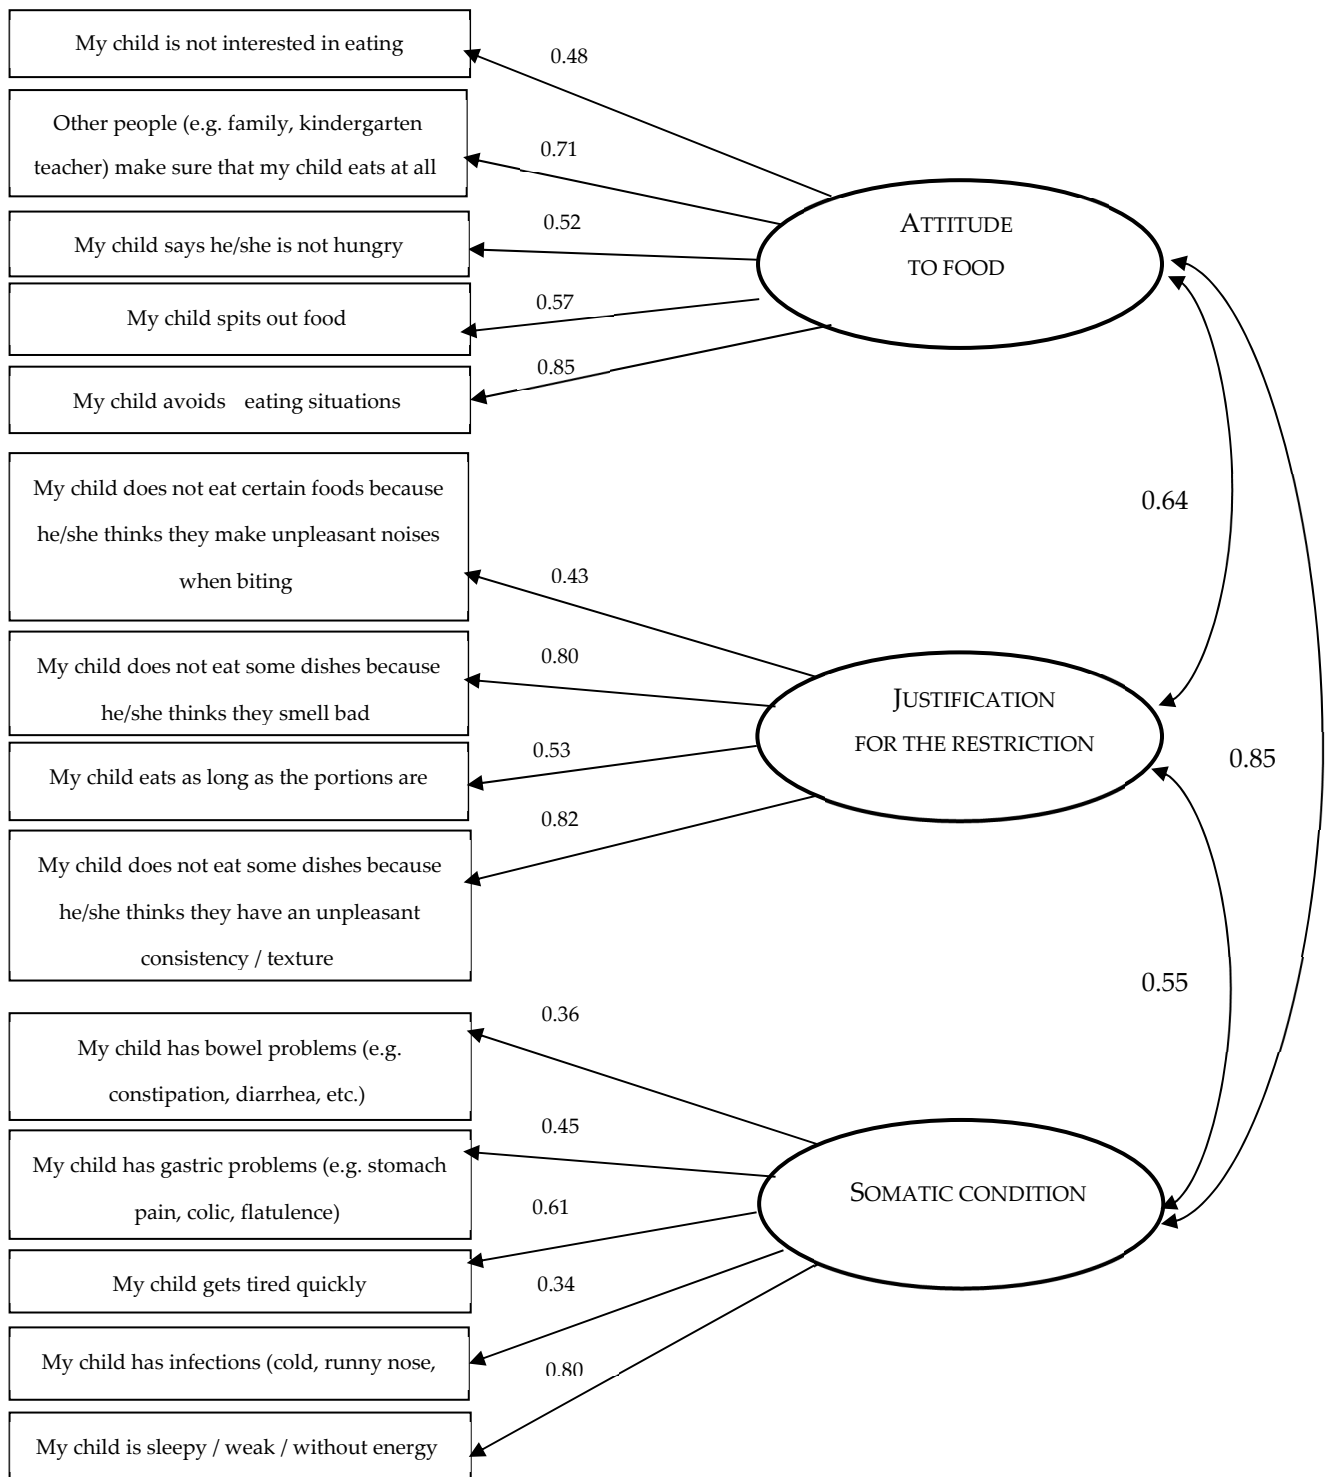 My child is not interested in eating
0.48
Other people (e.g. family, kindergarten
teacher) make sure that my child eats at all
0.71
My child says he/she is not hungry
0.52
My child spits out food
0.57
My child avoids eating situations
0.85
ATTITUDE
TO FOOD
My child does not eat certain foods because
he/she thinks they make unpleasant noises
when biting
0.43
My child does not eat some dishes because
he/she thinks they smell bad
0.80
My child eats as long as the portions are
0.53
My child does not eat some dishes because
he/she thinks they have an unpleasant
consistency / texture
0.82
JUSTIFICATION
FOR THE RESTRICTION
0.64
0.85
0.55
My child has bowel problems (e.g.
constipation, diarrhea, etc.)
0.36
My child has gastric problems (e.g. stomach
pain, colic, flatulence)
0.45
My child gets tired quickly
0.61
My child has infections (cold, runny nose,
0.34
My child is sleepy / weak / without energy
0.80
SOMATIC CONDITION